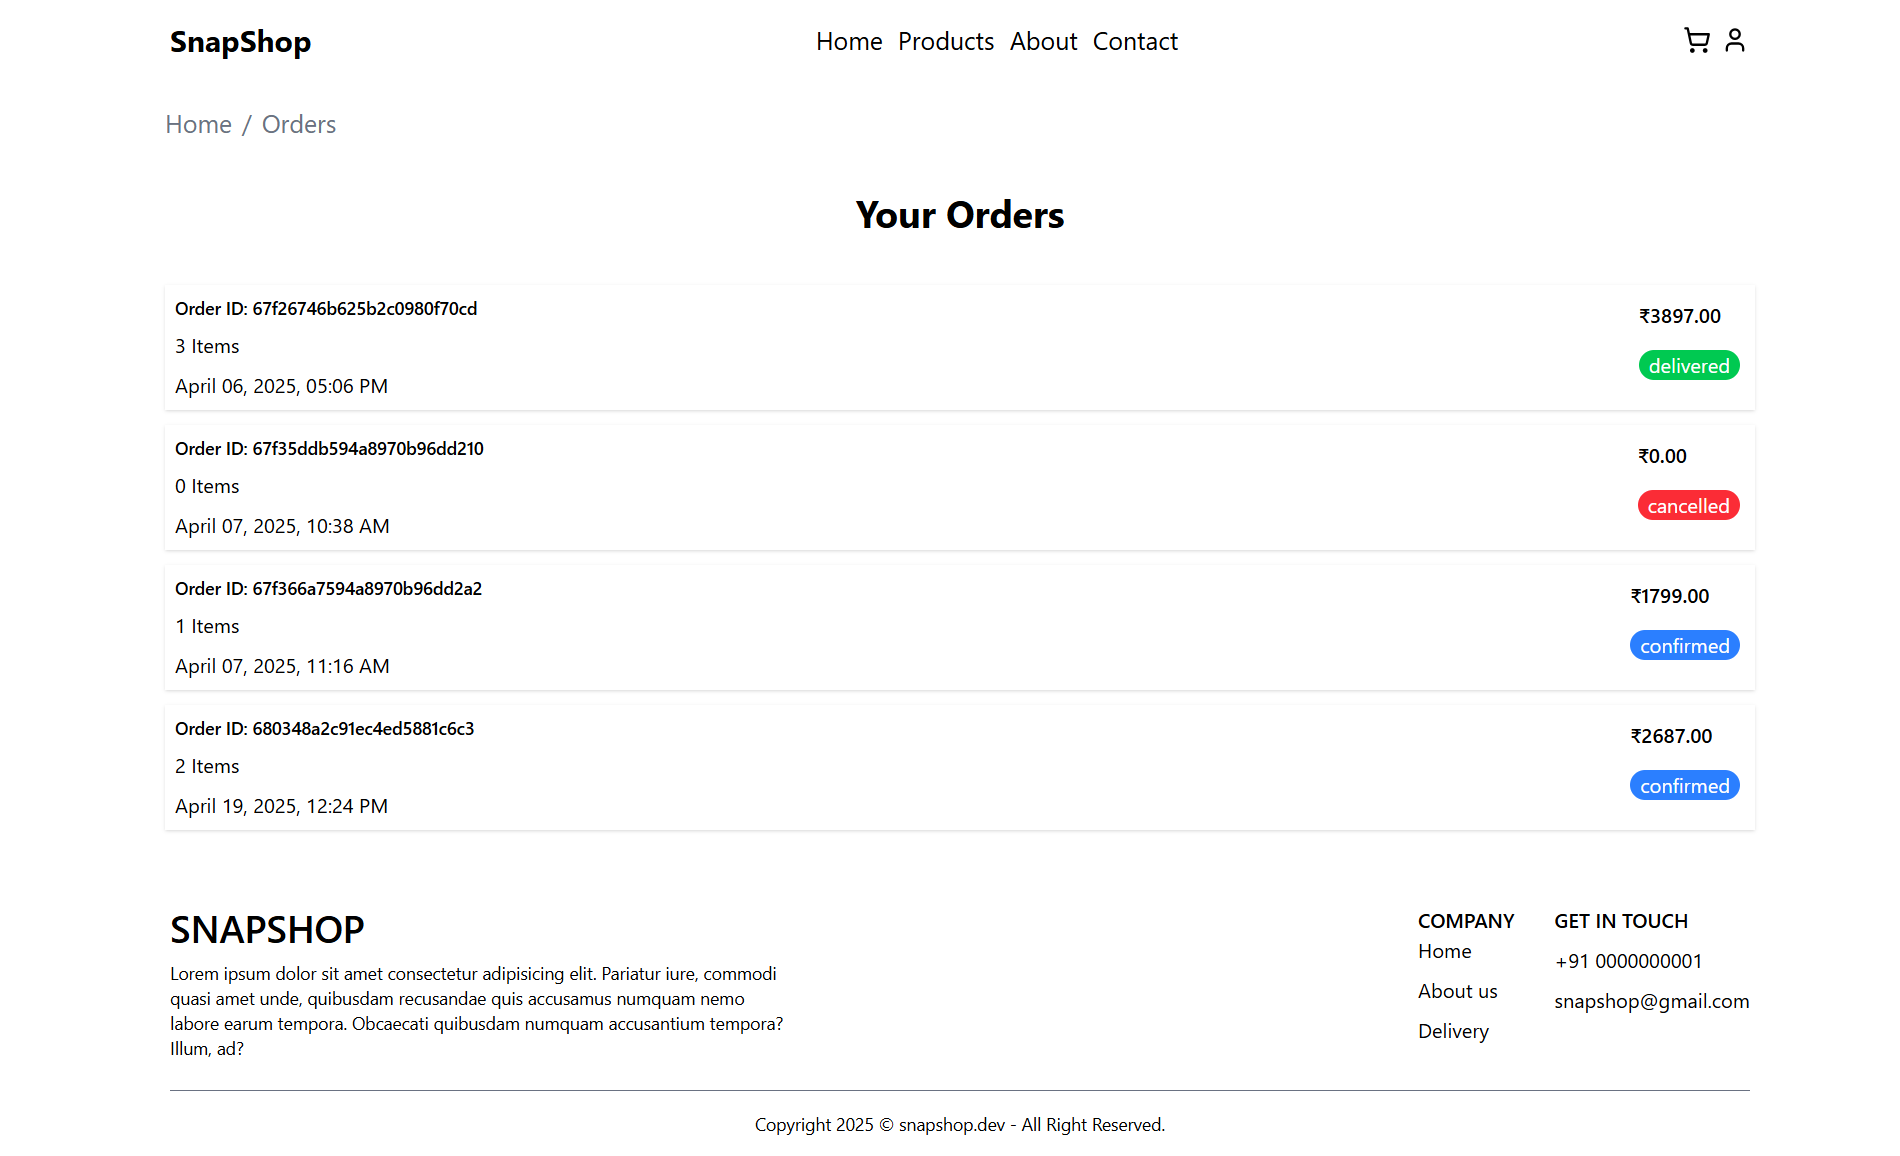 SnapShop
Home Products About Contact
Home / Orders
Your Orders
Order ID: 67f26746b625b2c0980f70cd
₹3897.00
3 Items
delivered
April 06, 2025, 05:06 PM
Order ID: 67f35ddb594a8970b96dd210
₹0.00
0 Items
cancelled
April 07, 2025, 10:38 AM
Order ID: 67f366a7594a8970b96dd2a2
₹1799.00
1 Items
confirmed
April 07, 2025, 11:16 AM
Order ID: 680348a2c91ec4ed5881c6c3
₹2687.00
2 Items
confirmed
April 19, 2025, 12:24 PM
SNAPSHOP
Lorem ipsum dolor sit amet consectetur adipisicing elit. Pariatur iure, commodi
quasi amet unde, quibusdam recusandae quis accusamus numquam nemo
labore earum tempora. Obcaecati quibusdam numquam accusantium tempora?
Illum, ad?
COMPANY
Home
About us
Delivery
GET IN TOUCH
+91 0000000001
snapshop@gmail.com
Copyright 2025 © snapshop.dev - All Right Reserved.